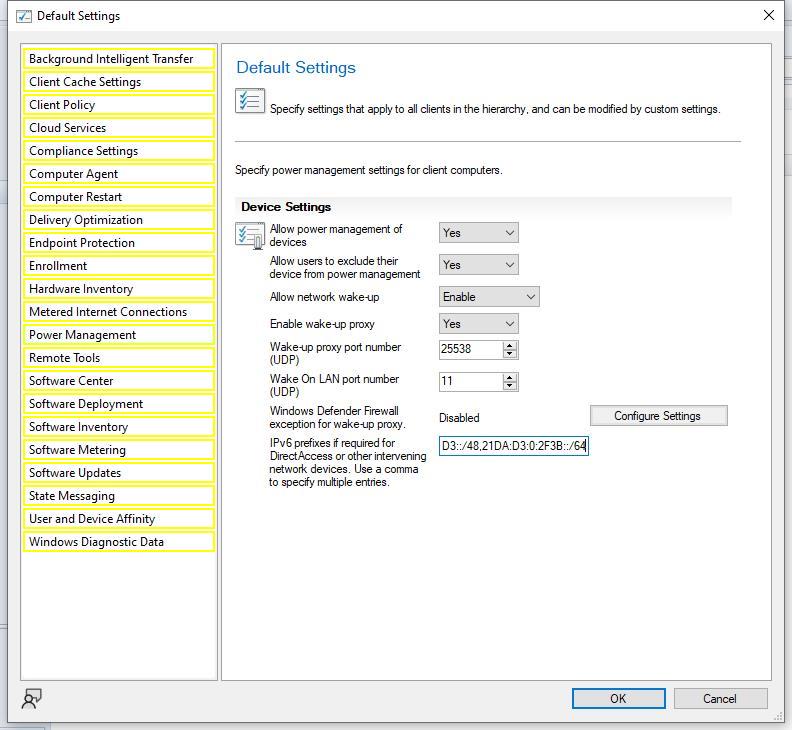 Default Settings
Background Intelligent Transfer
Client Cache Settings
Client Policy
Cloud Services
Compliance Settings
Computer Agent
Computer Restart
Delivery Optimization
Endpoint Protection
Enrollment
Hardware Inventory
Metered Internet Connections
Power Management
Remote Tools
Software Center
Software Deployment
Software Inventory
Software Metering
Software Updates
State Messaging
User and Device Affinity
Windows Diagnostic Data
Default Settings
Specify settings that apply to all clients in the hierarchy, and can be modified by custom settings.
Specify power management settings for client computers.
Device Settings
Allow power management of
devices
Yes
Allow users to exclude their
device from power management
Yes
Allow network wake-up
Enable
Enable wake-up proxy
Yes
Wake-up proxy port number
(UDP)
25538
Wake On LAN port number
(UDP)
11
Windows Defender Firewall
exception for wake-up proxy.
Disabled
Configure Settings
IPv6 prefixes if required for
DirectAccess or other intervening
network devices. Use a comma
to specify multiple entries.
D3::/48,21DA:D3:0:2F3B::/64
OK
Cancel